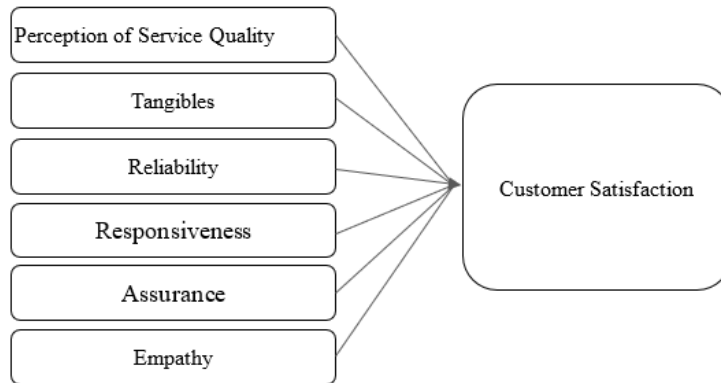 Perception of Service Quality
Tangibles
Reliability
Responsiveness
Assurance
Empathy
Customer Satisfaction